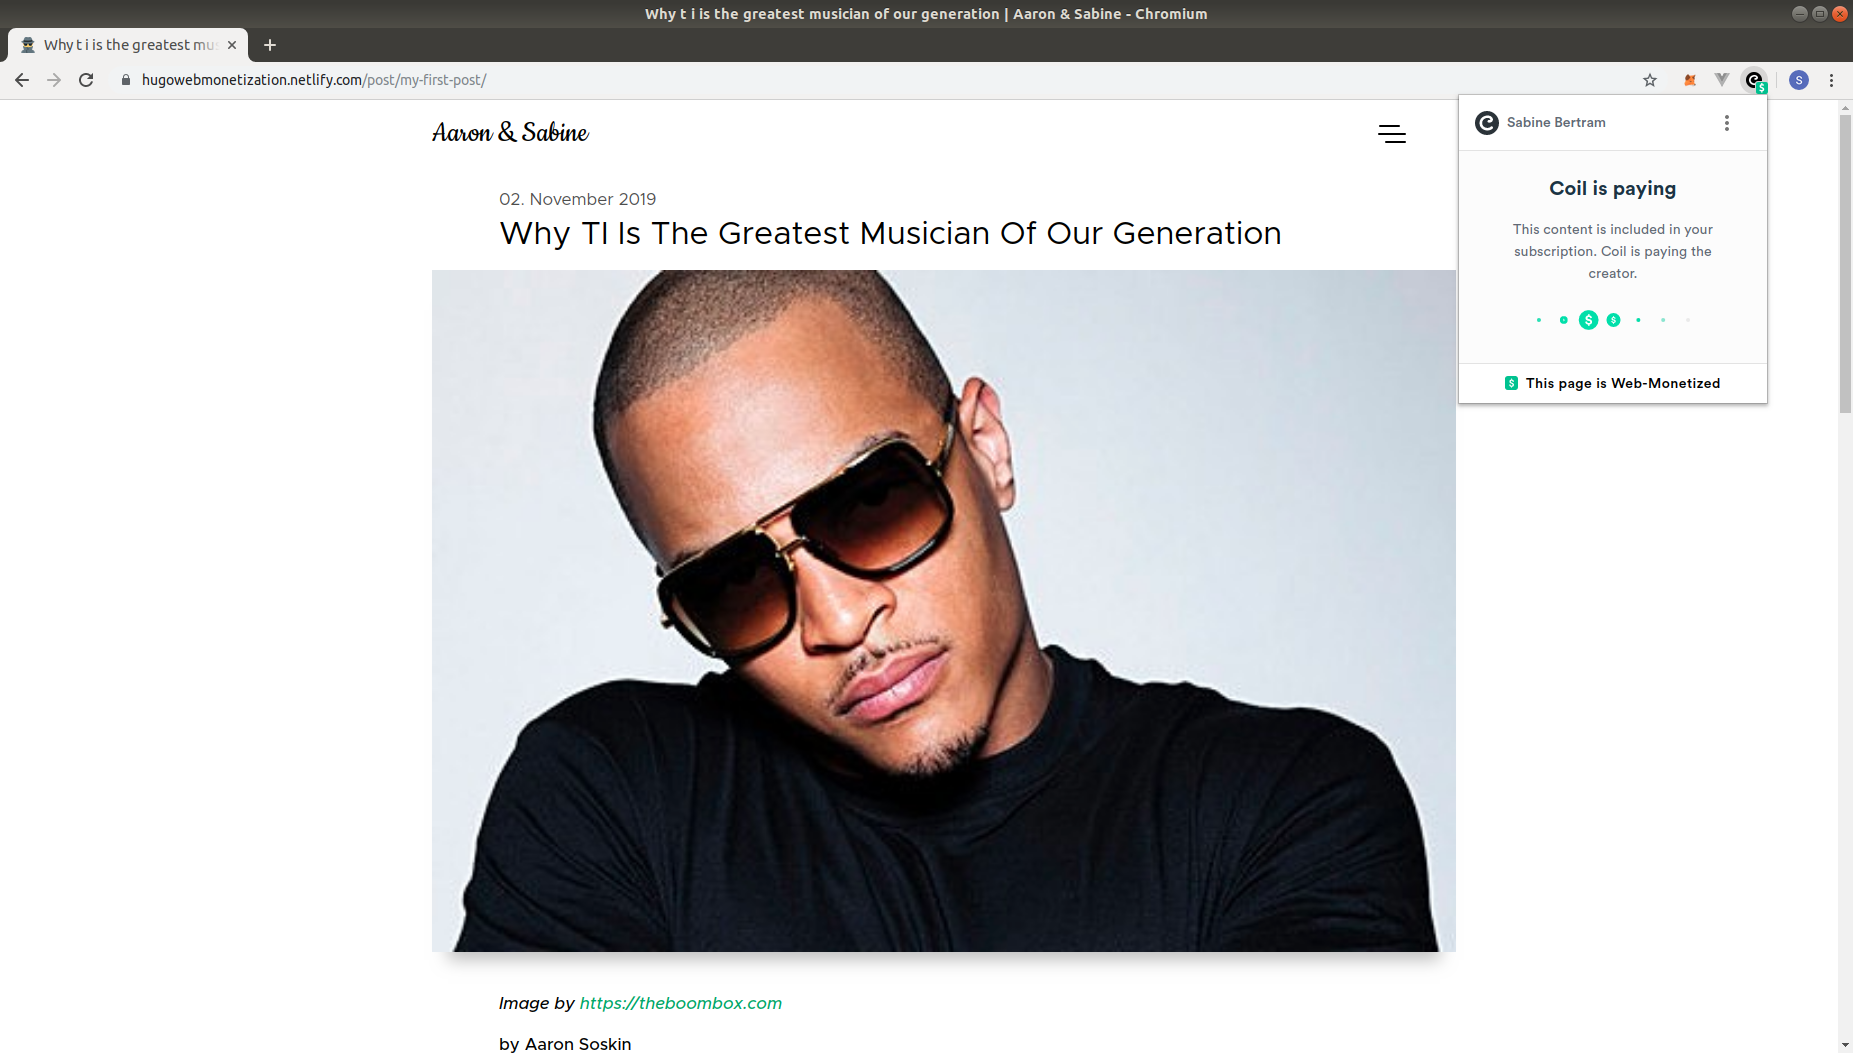 Why t i is the greatest musician of our generation | Aaron & Sabine - Chromium
Why t i is the greatest mus
hugowebmonetization.netlify.com/post/my-first-post/
S
$
Aaron & Sabine
Sabine Bertram
Coil is paying
This content is included in your
subscription. Coil is paying the
creator.
$ $
$ This page is Web-Monetized
02. November 2019
Why TI Is The Greatest Musician Of Our Generation
Image by https://theboombox.com
by Aaron Soskin